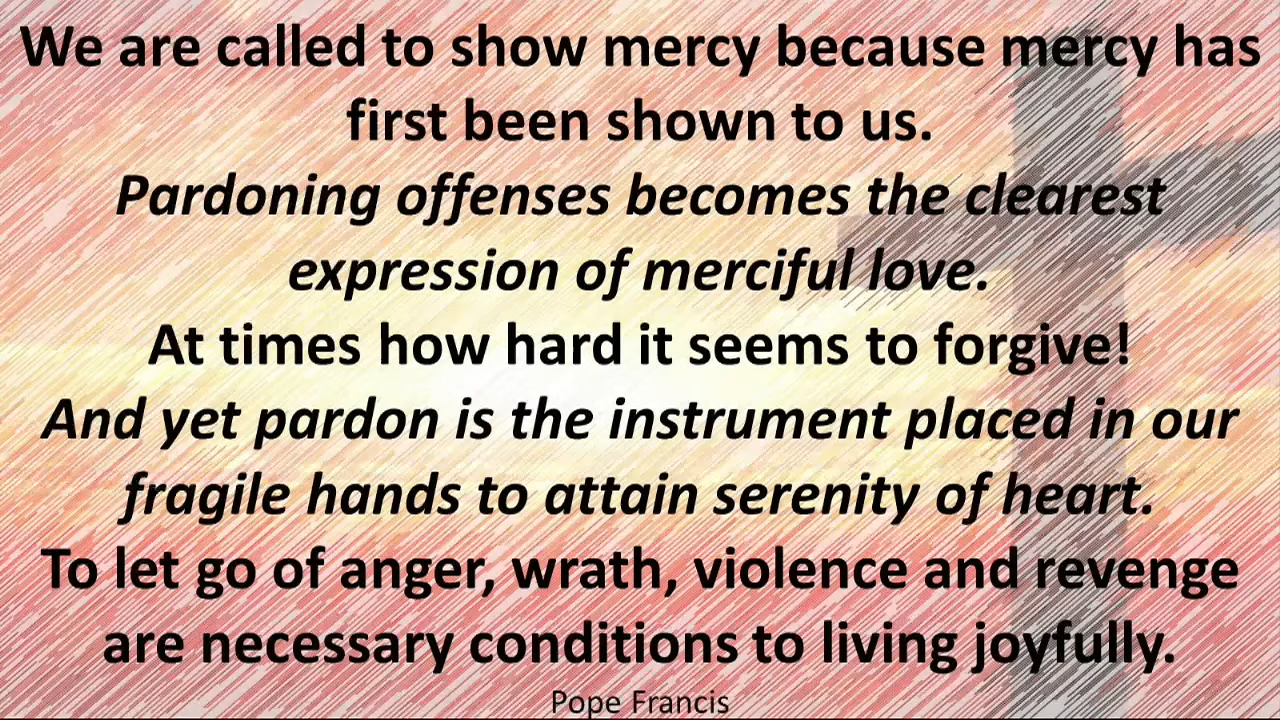 We are called to show mercy because mercy has
first been shown to us.
Pardoning offenses becomes the clearest
expression of merciful love.
At times how hard it seems to forgive!
And yet pardon is the instrument placed in our
fragile hands to attain serenity of heart.
To let go of anger, wrath, violence and revenge
are necessary conditions to living joyfully.
Pope Francis